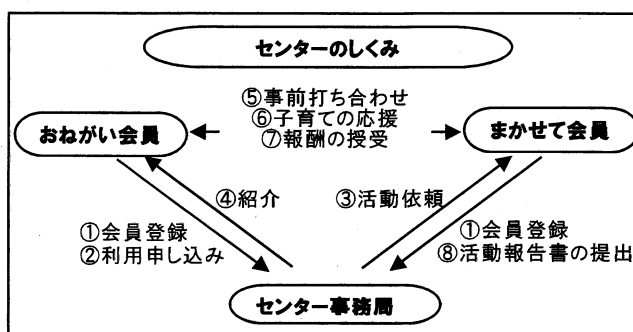 センターのしくみ
⑤事前打ち合わせ
⑥子育ての応援
⑦報酬の授受
おねがい会員
まかせて会員
④紹介
③活動依頼
①会員登録
②利用申し込み
①会員登録
⑧活動報告書の提出
センター事務局